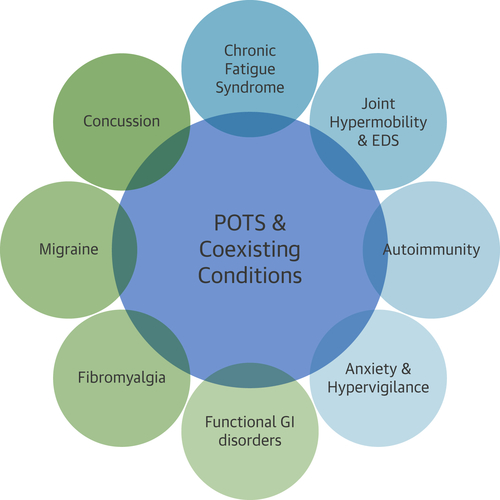 Chronic
Fatigue
Syndrome
Joint
Hypermobility
& EDS
Concussion
POTS &
Coexisting
Conditions
Migraine
Autoimmunity
Fibromyalgia
Anxiety &
Hypervigilance
Functional GI
disorders